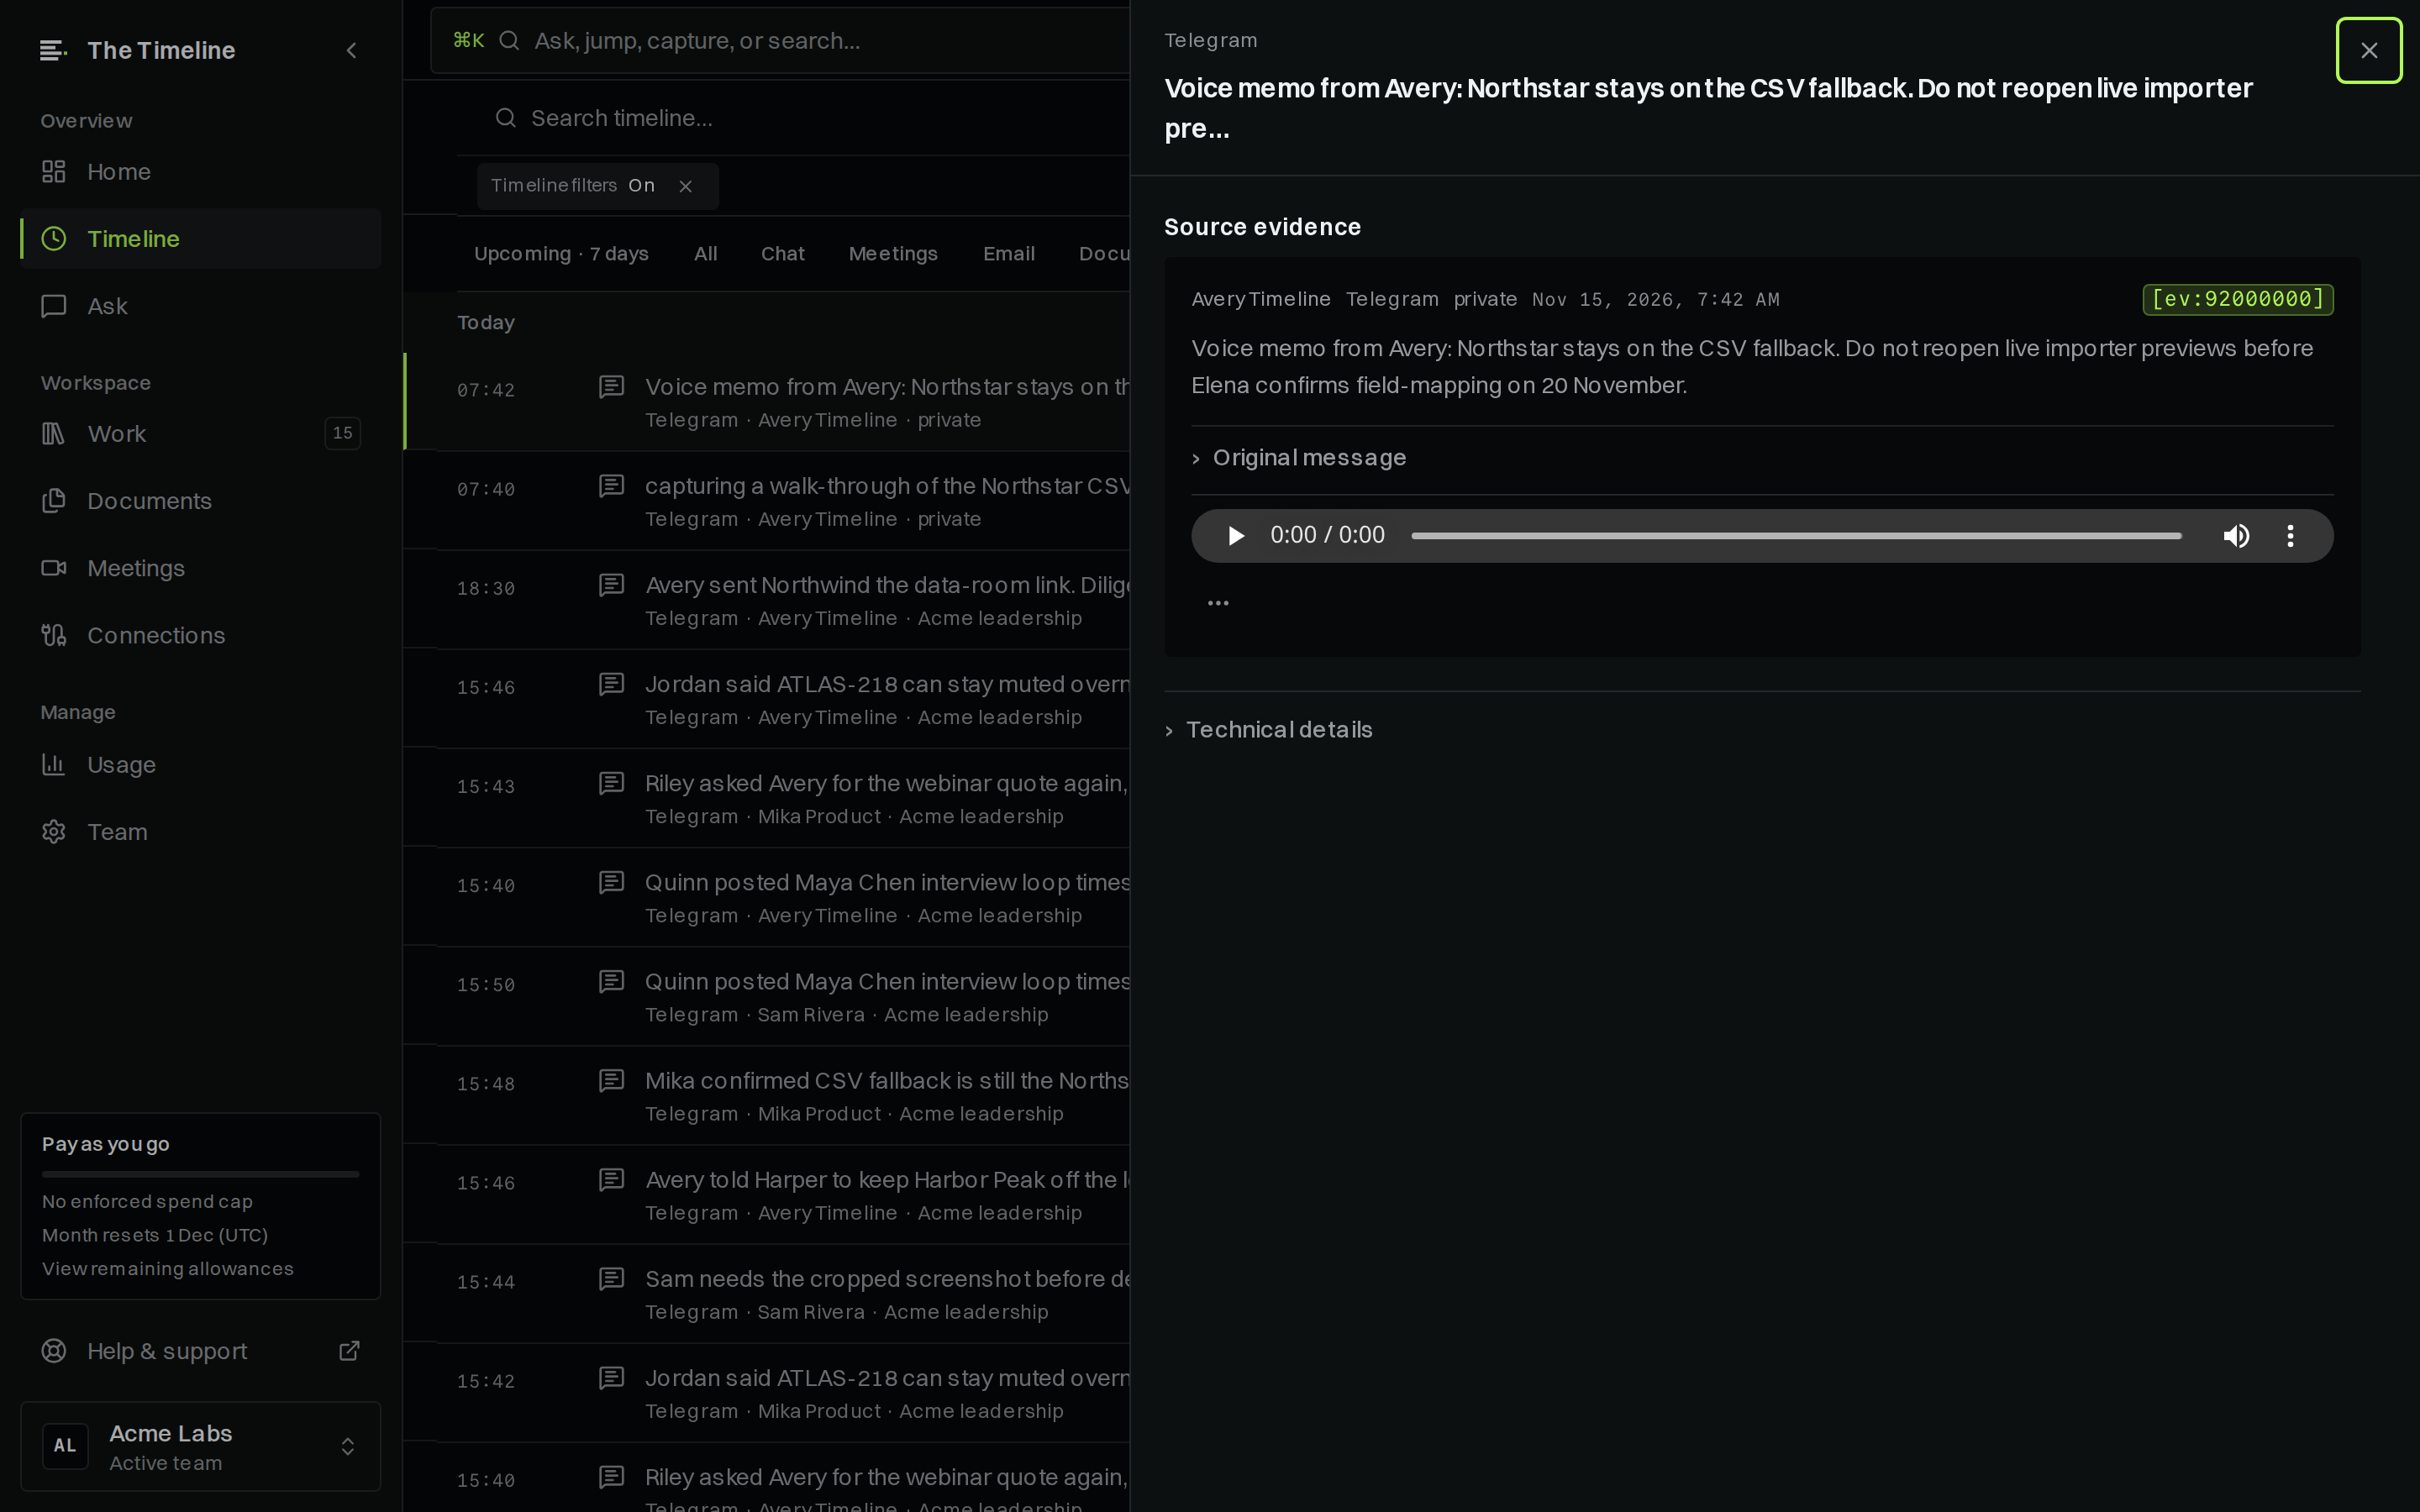 The Timeline
Overview
Home
Timeline
Ask
Workspace
Work 15
Documents
Meetings
Connections
Manage
Usage
Team
Pay as you go
No enforced spend cap
Month resets 1 Dec (UTC)
View remaining allowances
Help & support
AL
Acme Labs
Active team
⌘K Ask, jump, capture, or search...
Search timeline...
Timeline filters On
Upcoming · 7 days All Chat Meetings Email
Today
07:42 Voice memo from Avery: Northstar stays on
Telegram · Avery Timeline · private
07:40 capturing a walk-through of the Northstar CSV
Telegram · Avery Timeline · private
18:30 Avery sent Northwind the data-room link.
Telegram · Avery Timeline · Acme leadership
15:46 Jordan said ATLAS-218 can stay muted
Telegram · Avery Timeline · Acme leadership
15:43 Riley asked Avery for the webinar quote again,
Telegram · Mika Product · Acme leadership
15:40 Quinn posted Maya Chen interview loop times
Telegram · Avery Timeline · Acme leadership
15:50 Quinn posted Maya Chen interview loop times
Telegram · Sam Rivera · Acme leadership
15:48 Mika confirmed CSV fallback is still the
Telegram · Mika Product · Acme leadership
15:46 Avery told Harper to keep Harbor Peak off the
Telegram · Avery Timeline · Acme leadership
15:44 Sam needs the cropped screenshot before
Telegram · Sam Rivera · Acme leadership
15:42 Jordan said ATLAS-218 can stay muted
Telegram · Mika Product · Acme leadership
15:40 Riley asked Avery for the webinar quote again,
Telegram · Avery Timeline · Acme leadership
Telegram
Voice memo from Avery: Northstar stays on the CSV fallback. Do not reopen live importer
pre...
Source evidence
Avery Timeline Telegram private Nov 15, 2026, 7:42 AM [ev:92000000]
Voice memo from Avery: Northstar stays on the CSV fallback. Do not reopen live importer previews before
Elena confirms field-mapping on 20 November.
Original message
0:00 / 0:00
Technical details